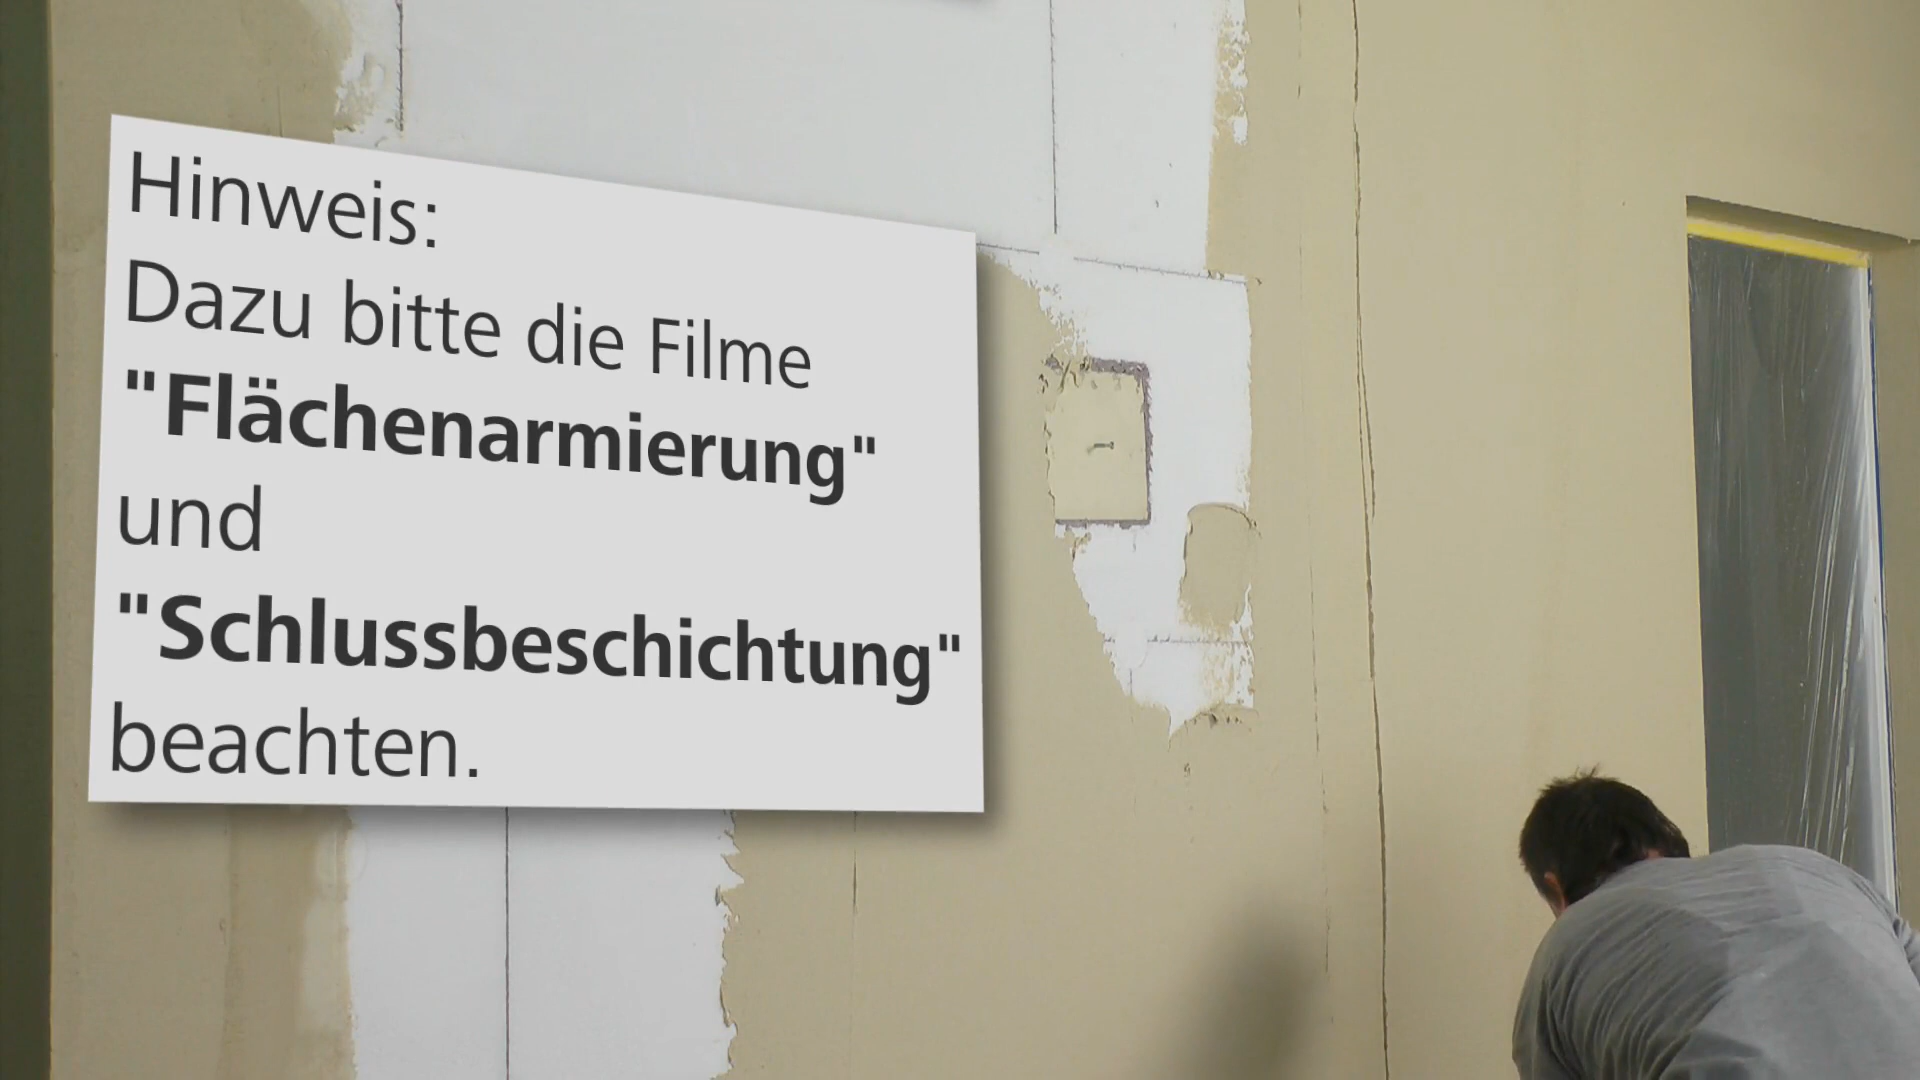 Hinweis:
Dazu bitte die Filme
"Flächenarmierung"
und
"Schlussbeschichtung"
beachten.